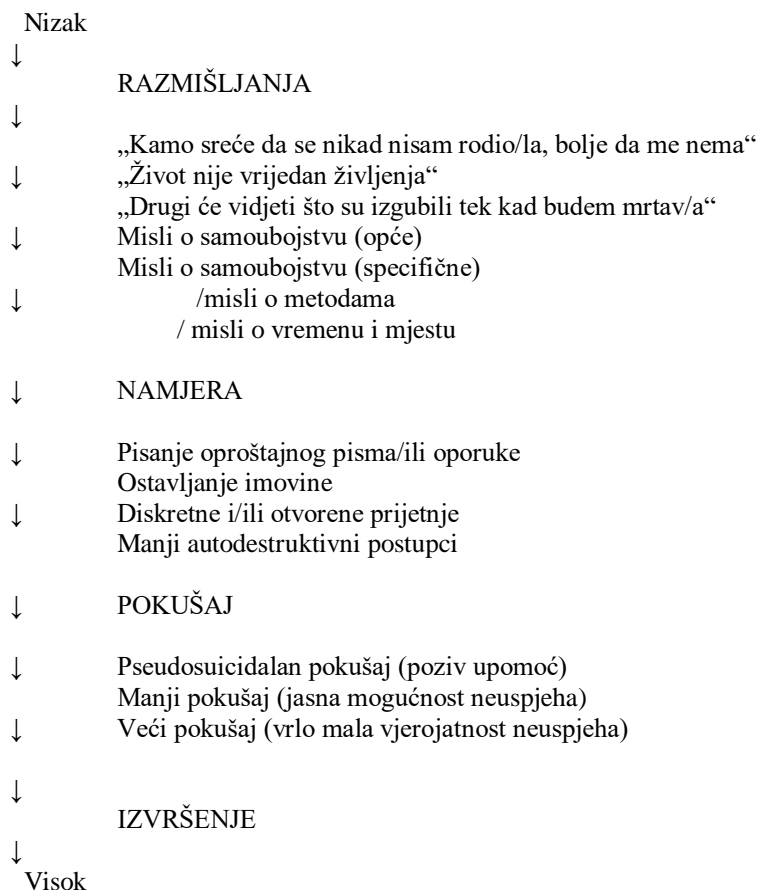 Nizak
↓
RAZMIŠLJANJA
↓
„Kamo sreće da se nikad nisam rodio/la, bolje da me nema“
↓ „Život nije vrijedan življenja“
„Drugi će vidjeti što su izgubili tek kad budem mrtav/a“
↓ Misli o samoubojstvu (opće)
Misli o samoubojstvu (specifične)
↓ /misli o metodama
/ misli o vremenu i mjestu
↓ NAMJERA
↓ Pisanje oproštajnog pisma/ili oporuke
Ostavljanje imovine
↓ Diskretne i/ili otvorene prijetnje
Manji autodestruktivni postupci
↓ POKUŠAJ
↓ Pseudosuicidalan pokušaj (poziv upomoć)
Manji pokušaj (jasna mogućnost neuspjeha)
↓ Veći pokušaj (vrlo mala vjerojatnost neuspjeha)
↓
IZVRŠENJE
↓
Visok